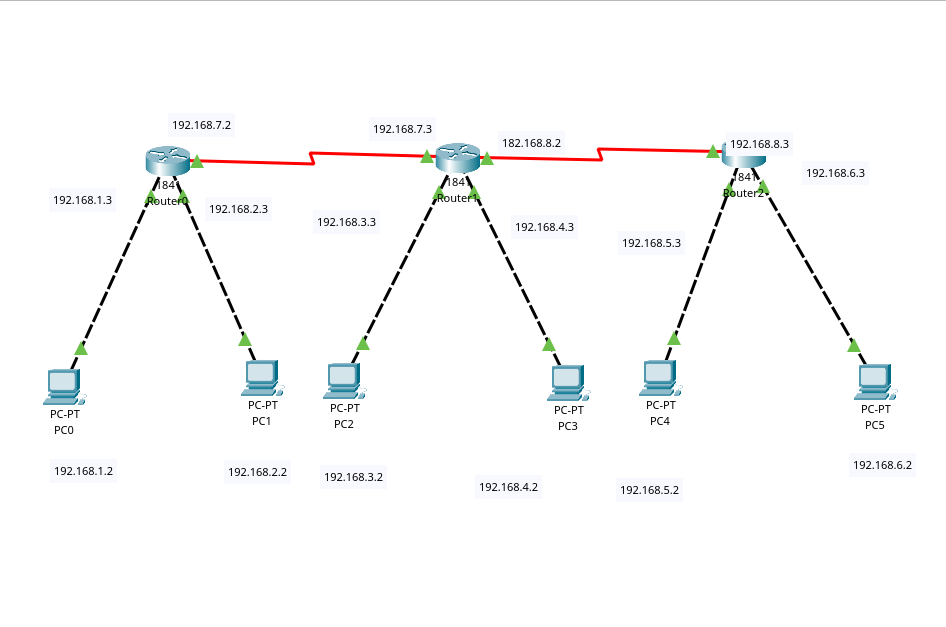 192.168.7.2
192.168.7.3
182.168.8.2
192.168.8.3
192.168.6.3
1841
Router0
1841
Router1
1841
Router2
192.168.1.3
192.168.2.3
192.168.3.3
192.168.4.3
192.168.5.3
PC-PT
PC0
PC-PT
PC1
PC-PT
PC2
PC-PT
PC3
PC-PT
PC4
PC-PT
PC5
192.168.1.2
192.168.2.2
192.168.3.2
192.168.4.2
192.168.5.2
192.168.6.2